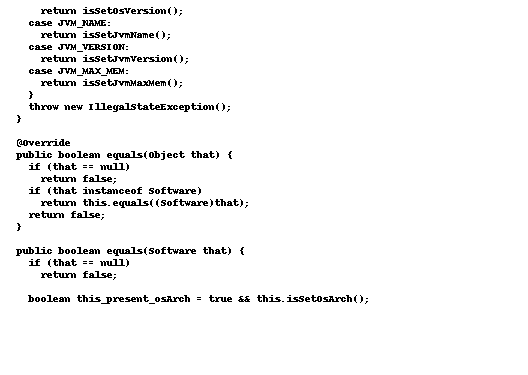 return isSetOsVersion();
  case JVM_NAME:
    return isSetJvmName();
  case JVM_VERSION:
    return isSetJvmVersion();
  case JVM_MAX_MEM:
    return isSetJvmMaxMem();
  }
  throw new IllegalStateException();
}

@Override
public boolean equals(Object that) {
  if (that == null)
    return false;
  if (that instanceof Software)
    return this.equals((Software)that);
  return false;
}

public boolean equals(Software that) {
  if (that == null)
    return false;

  boolean this_present_osArch = true && this.isSetOsArch();